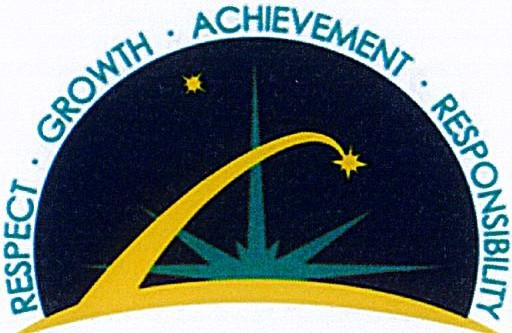 RESPECT · GROWTH · ACHIEVEMENT · RESPONSIBILITY